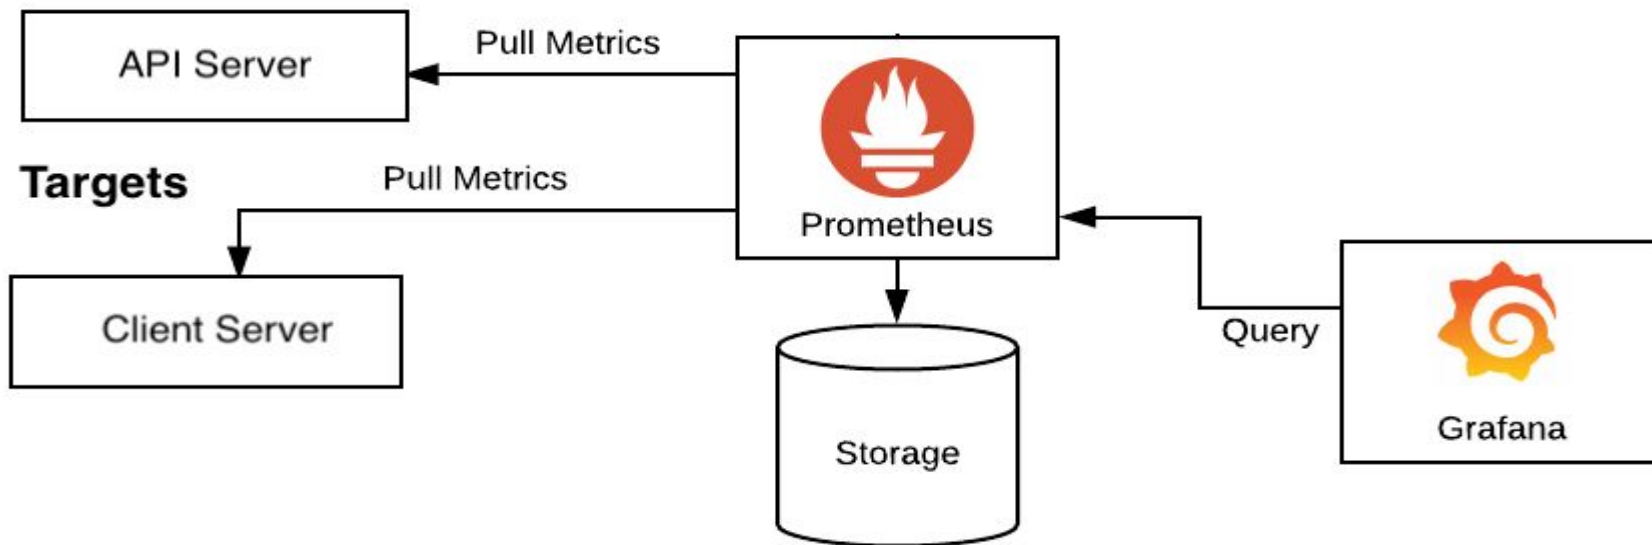 API Server
Pull Metrics
Targets
Pull Metrics
Prometheus
Client Server
Query
Storage
Grafana